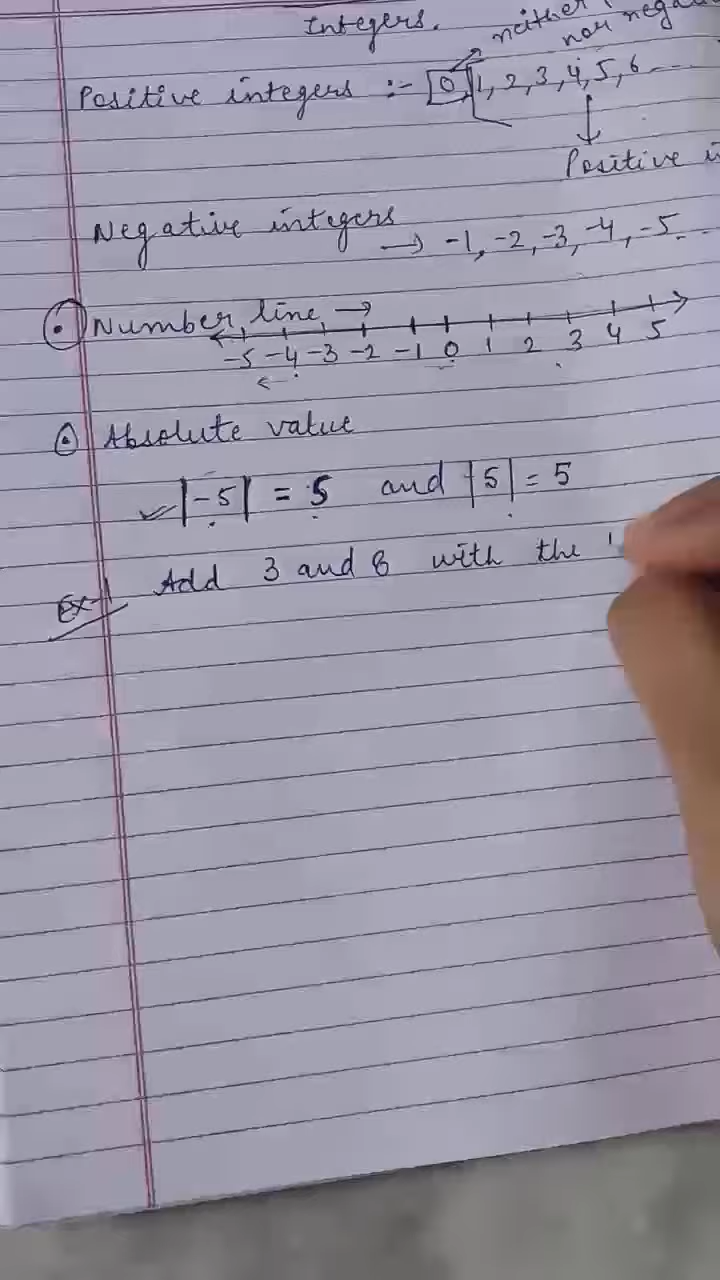 Integers.
neither
nor nega
Positive integers :- 0, 1, 2, 3, 4, 5, 6 ....
Positive
Negative integers → -1, -2, -3, -4, -5. ..
Number line →
-5 -4 -3 -2 -1 0 1 2 3 4 5
Absolute value
|-5| = 5 and |5| = 5
Ex-1 Add 3 and 8 with the